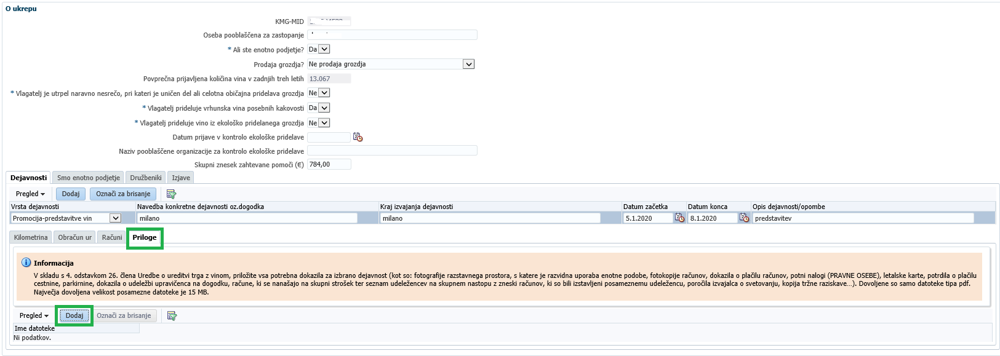 O ukrepu
KMG-MID
Oseba pooblaščena za zastopanje
* Ali ste enotno podjetje? Da
Prodaja grozdja? Ne prodaja grozdja
Povprečna prijavljena količina vina v zadnjih treh letih 13.067
* Vlagatelj je utrpel naravno nesrečo, pri kateri je uničen del ali celotna običajna pridelava grozdja Ne
* Vlagatelj prideluje vrhunska vina posebnih kakovosti Da
* Vlagatelj prideluje vino iz ekološko pridelanega grozdja Ne
Datum prijave v kontrolo ekološke pridelave
Naziv pooblaščene organizacije za kontrolo ekološke pridelave
Skupni znesek zahtevane pomoči (€) 784,00
Dejavnosti Smo enotno podjetje Družbeniki Izjave
Pregled Dodaj Označi za brisanje
Vrsta dejavnosti Navedba konkretne dejavnosti oz.dogodka Kraj izvajanja dejavnosti Datum začetka Datum konca Opis dejavnosti/opombe
Promocija-predstavitve vin milano milano 5.1.2020 8.1.2020 predstavitev
Kilometrina Obračun ur Računi Priloge
Informacija
V skladu s 4. odstavkom 26. člena Uredbe o ureditvi trga z vinom, priložite vsa potrebna dokazila za izbrano dejavnost (kot so: fotografije razstavnega prostora, s katere je razvidna uporaba enotne podobe, fotokopije računov, dokazila o plačilu računov, potni nalogi (PRAVNE OSEBE), letalske karte, potrdila o plačilu
cestnine, parkirnine, dokazila o udeležbi upravičenca na dogodku, račune, ki se nanašajo na skupni strošek ter seznam udeležencev na skupnem nastopu z zneski računov, ki so bili izstavljeni posameznemu udeležencu, poročila izvajalca o svetovanju, kopija tržne raziskave...). Dovoljene so samo datoteke tipa pdf.
Največja dovoljena velikost posamezne datoteke je 15 MB.
Pregled Dodaj Označi za brisanje
Ime datoteke
Ni podatkov.